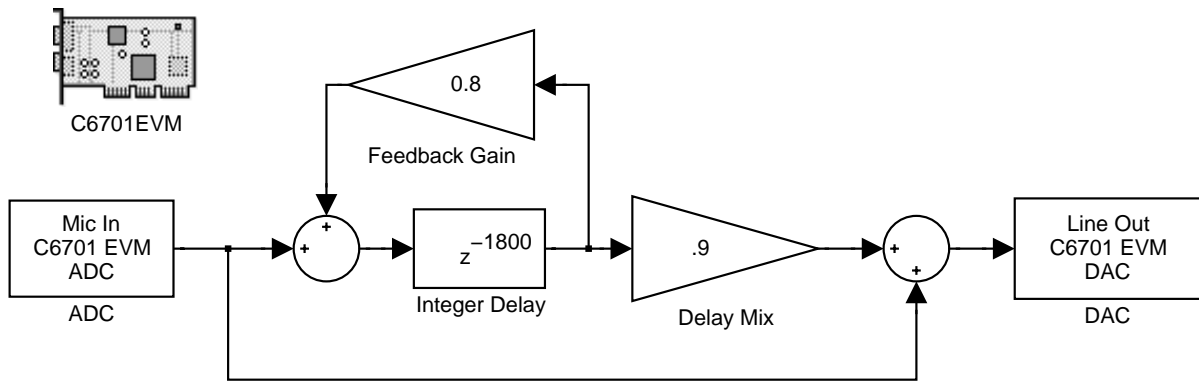 C6701EVM
0.8
Feedback Gain
Mic In
C6701 EVM
ADC
ADC
+
+
z−1800
Integer Delay
.9
Delay Mix
+
+
Line Out
C6701 EVM
DAC
DAC